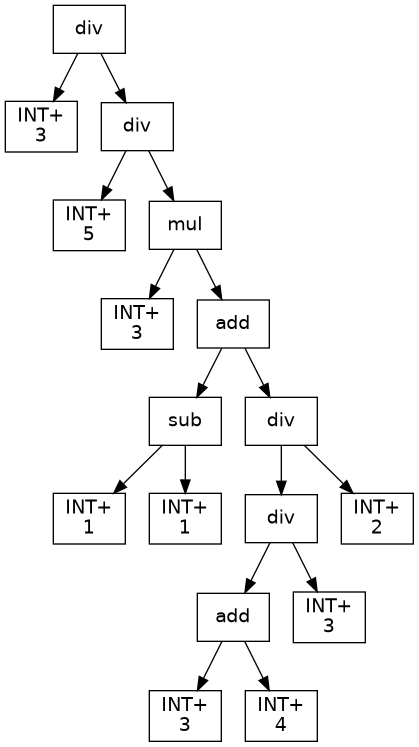 div
INT+
3
div
INT+
5
mul
INT+
3
add
sub
div
INT+
1
INT+
1
div
INT+
2
add
INT+
3
INT+
3
INT+
4